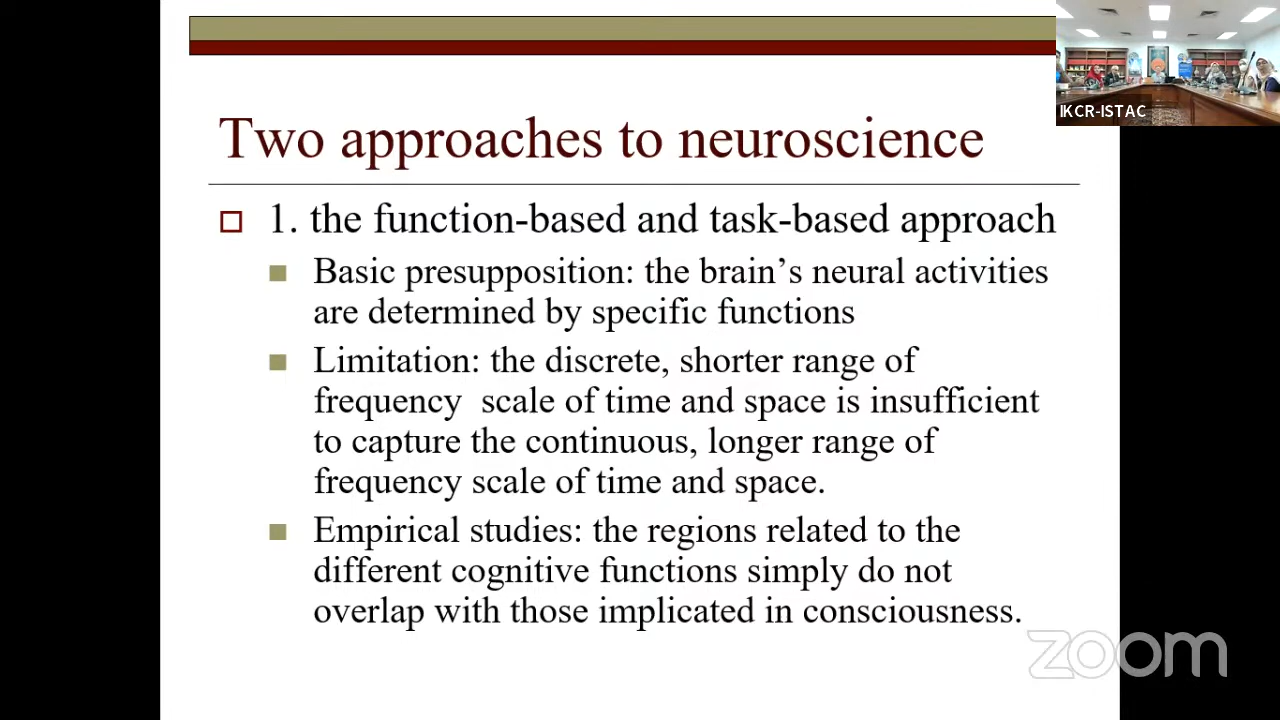 IKCR-ISTAC
Two approaches to neuroscience
1. the function-based and task-based approach
Basic presupposition: the brain’s neural activities
are determined by specific functions
Limitation: the discrete, shorter range of
frequency  scale of time and space is insufficient
to capture the continuous, longer range of
frequency scale of time and space.
Empirical studies: the regions related to the
different cognitive functions simply do not
overlap with those implicated in consciousness.
zoom